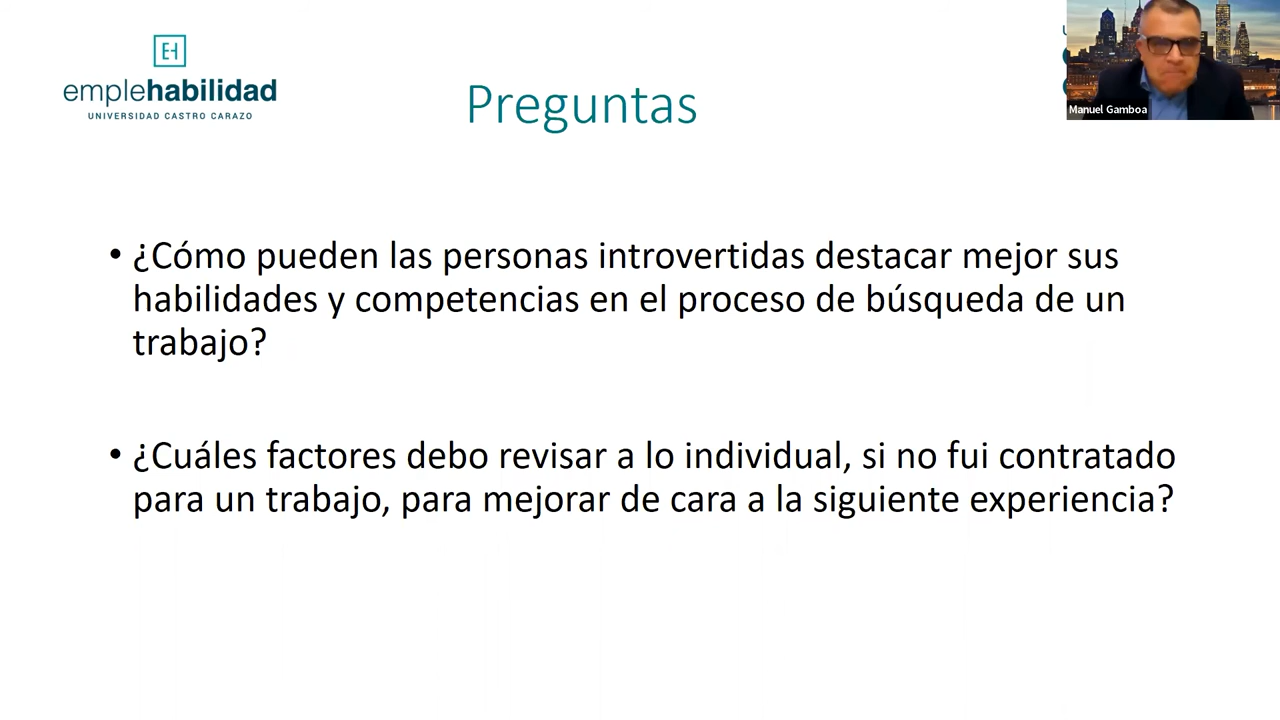 EH
emplehabilidad
UNIVERSIDAD CASTRO CARAZO
Preguntas
Manuel Gamboa
• ¿Cómo pueden las personas introvertidas destacar mejor sus
habilidades y competencias en el proceso de búsqueda de un
trabajo?
• ¿Cuáles factores debo revisar a lo individual, si no fui contratado
para un trabajo, para mejorar de cara a la siguiente experiencia?